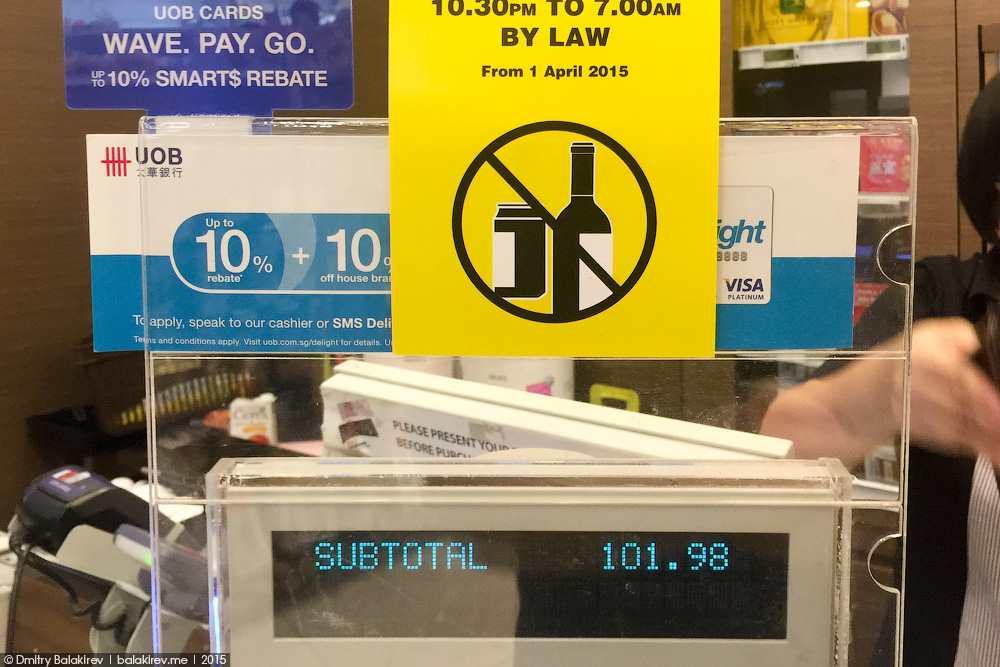 UOB CARDS
WAVE. PAY. GO.
UP TO 10% SMART$ REBATE
10.30PM TO 7.00AM
BY LAW
From 1 April 2015
UOB
大華銀行
Up to
10%
rebate*
+
10%
off house
ight
8888
VISA
PLATINUM
To apply, speak to our cashier or SMS
Terms and conditions apply. Visit uob.com.sg/delight for details.
PLEASE PRESENT YOUR
BEFORE
SUBTOTAL 101.98
© Dmitry Balakirev | balakirev.me | 2015